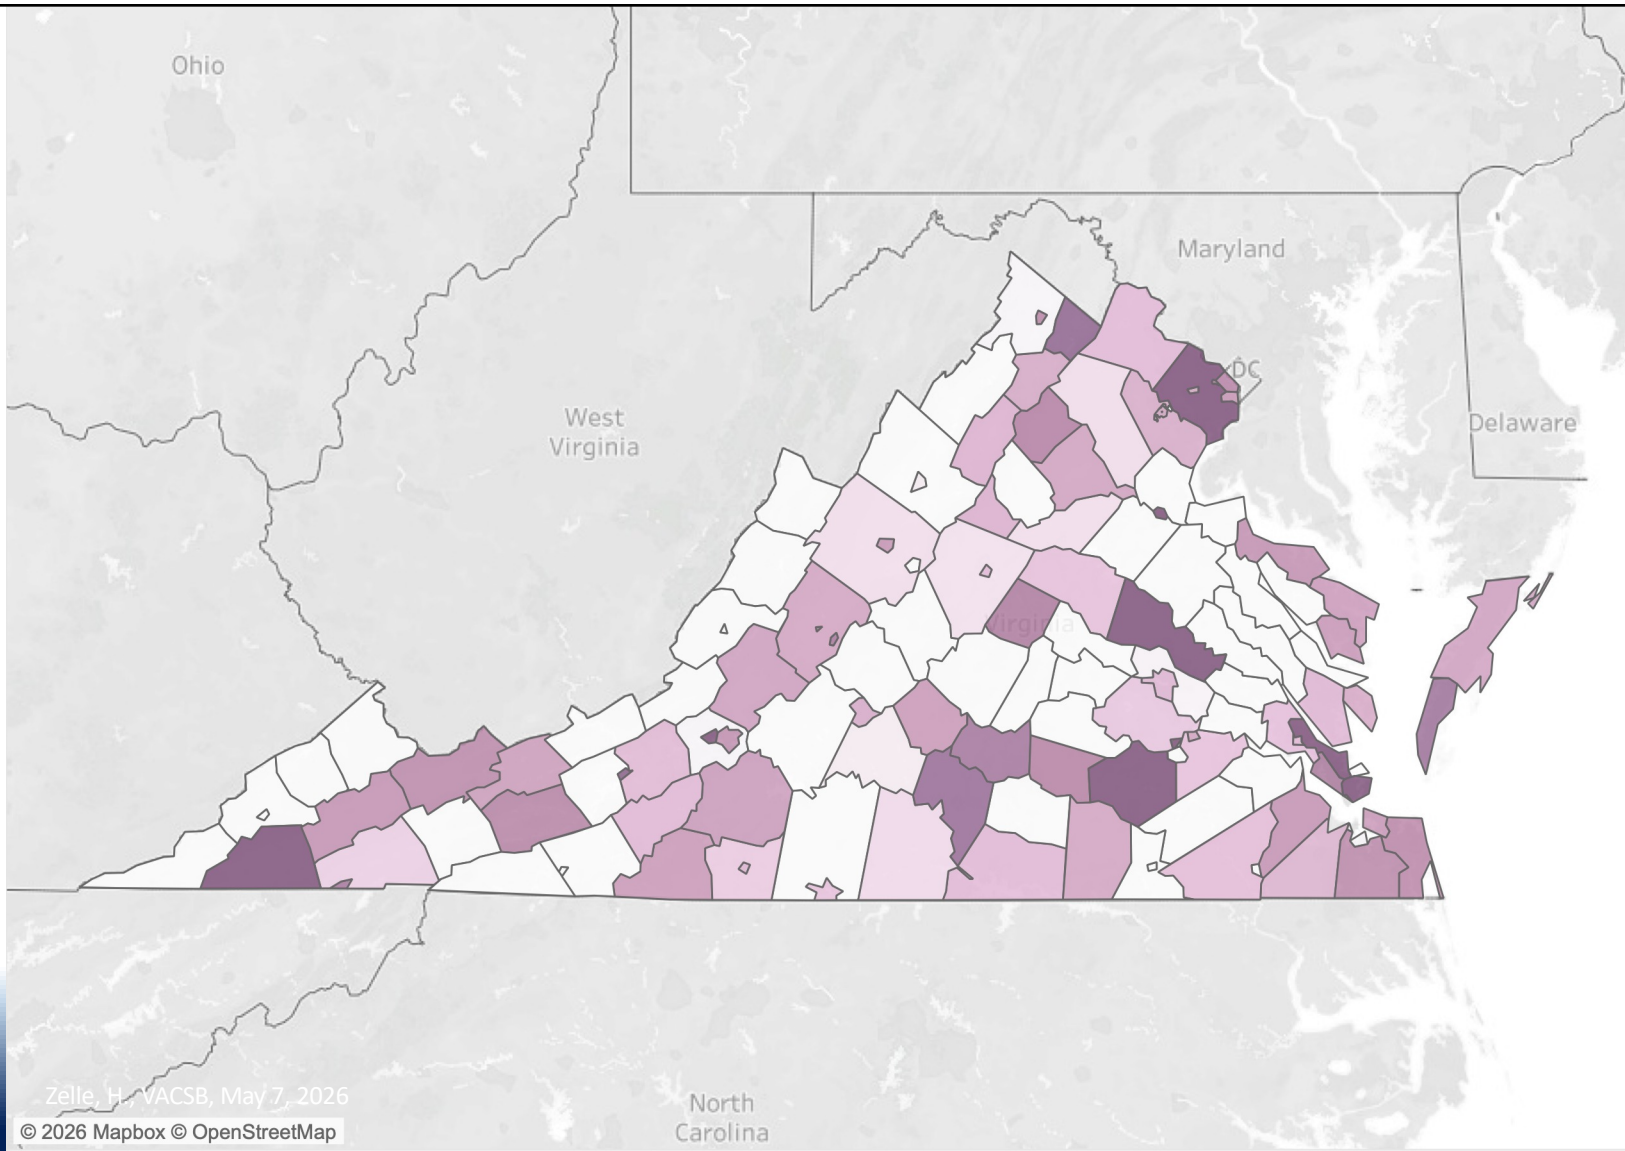 Ohio
Maryland
DC
West
Virginia
Delaware
Virginia
Zelle, H., VACSB, May 7, 2026
North
Carolina
© 2026 Mapbox © OpenStreetMap